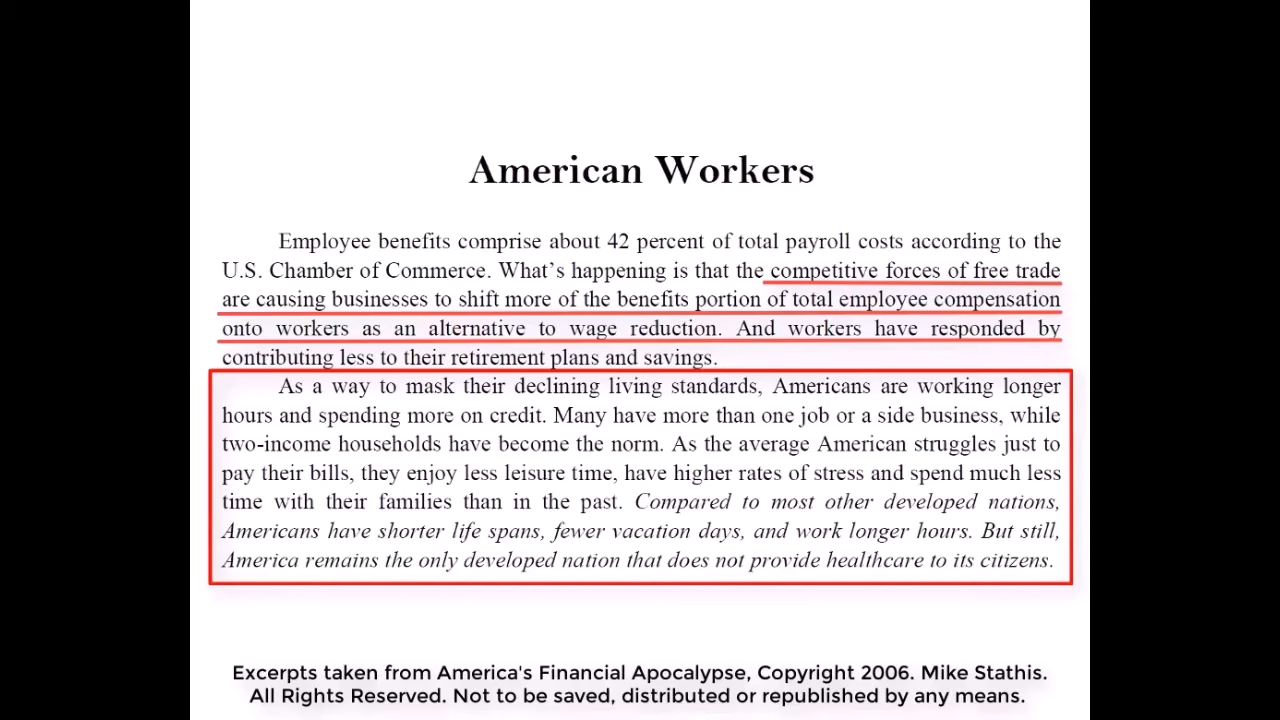 American Workers
Employee benefits comprise about 42 percent of total payroll costs according to the
U.S. Chamber of Commerce. What's happening is that the competitive forces of free trade
are causing businesses to shift more of the benefits portion of total employee compensation
onto workers as an alternative to wage reduction. And workers have responded by
contributing less to their retirement plans and savings.
As a way to mask their declining living standards, Americans are working longer
hours and spending more on credit. Many have more than one job or a side business, while
two-income households have become the norm. As the average American struggles just to
pay their bills, they enjoy less leisure time, have higher rates of stress and spend much less
time with their families than in the past. Compared to most other developed nations,
Americans have shorter life spans, fewer vacation days, and work longer hours. But still,
America remains the only developed nation that does not provide healthcare to its citizens.
Excerpts taken from America's Financial Apocalypse, Copyright 2006. Mike Stathis.
All Rights Reserved. Not to be saved, distributed or republished by any means.